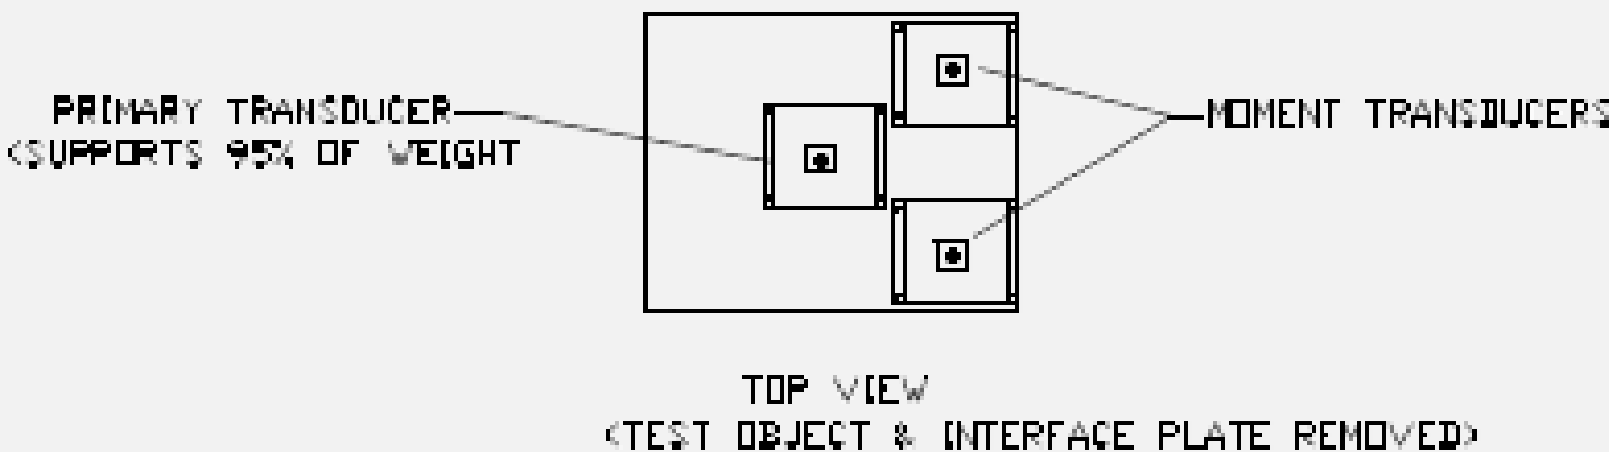 PRIMARY TRANSDUCER
(SUPPORTS 95% OF WEIGHT
MOMENT TRANSDUCERS
TOP VIEW
(TEST OBJECT & INTERFACE PLATE REMOVED)